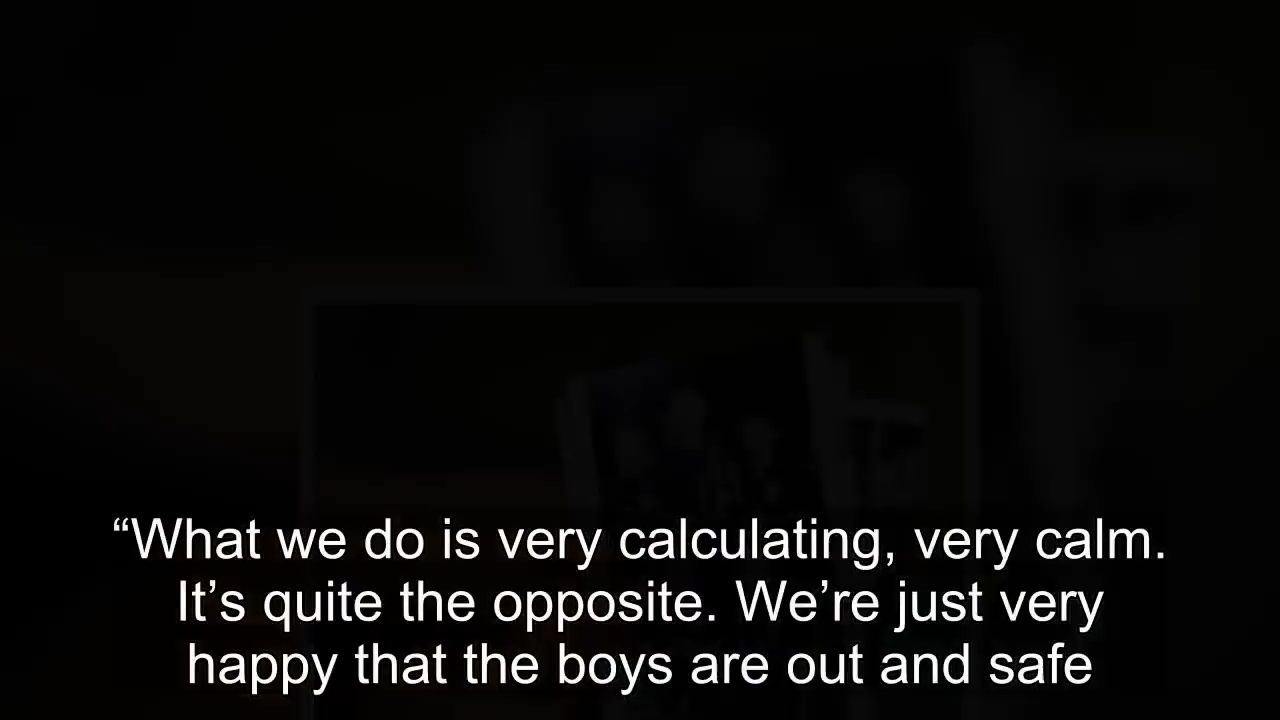 “What we do is very calculating, very calm.
It’s quite the opposite. We’re just very
happy that the boys are out and safe